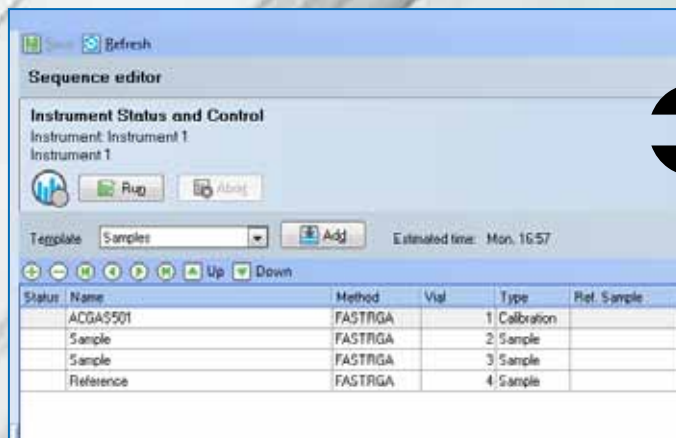 Save Refresh
Sequence editor
Instrument Status and Control
Instrument: Instrument 1
Instrument 1
Run Abort
Template Samples Add Estimated time: Mon, 16:57
Up Down
Status Name Method Vial Type Ref. Sample
ACGAS501 FASTRGA 1 Calibration
Sample FASTRGA 2 Sample
Sample FASTRGA 3 Sample
Reference FASTRGA 4 Sample